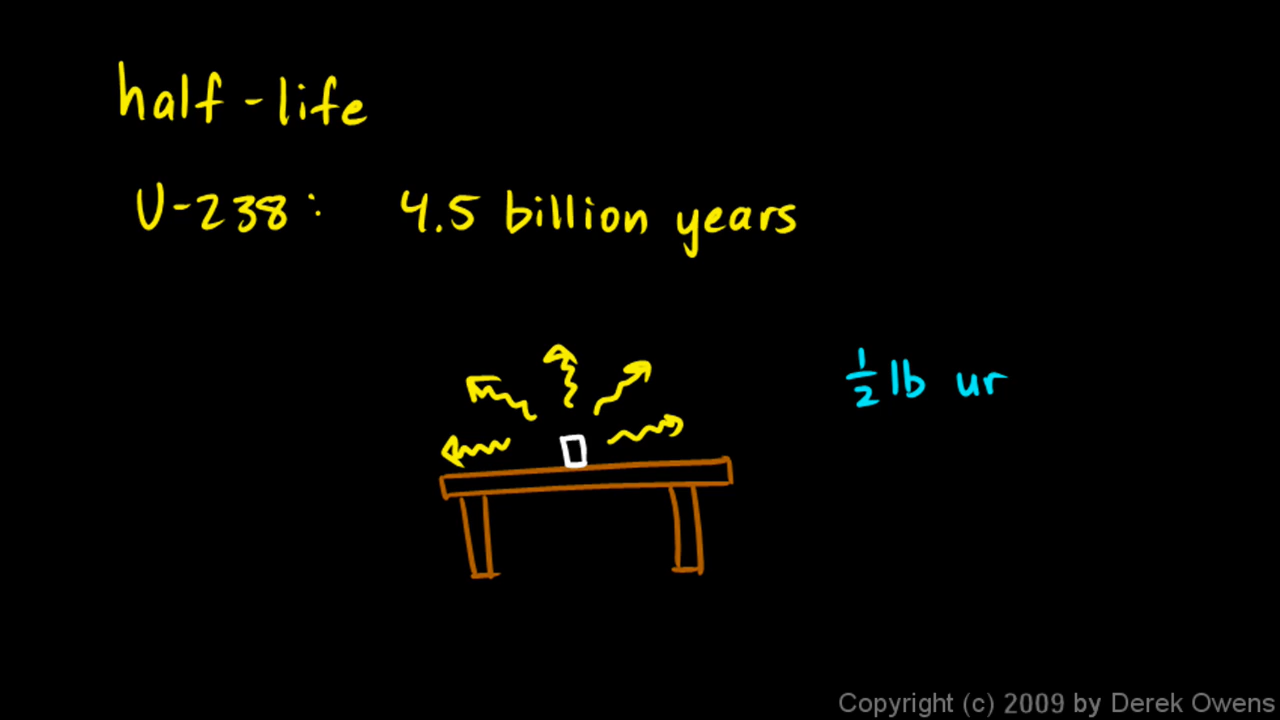 half-life
U-238: 4.5 billion years
1/2 lb ur
Copyright (c) 2009 by Derek Owens